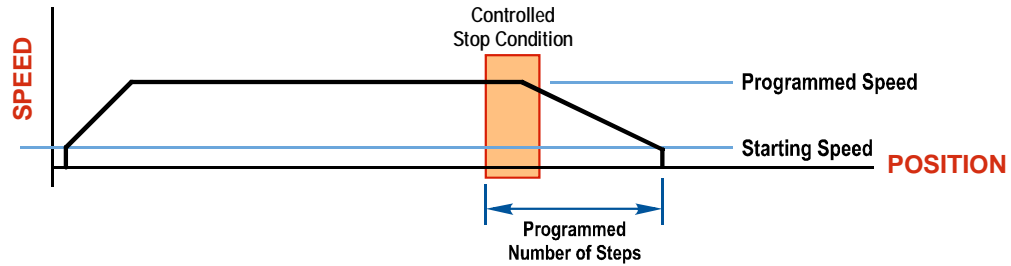 Controlled
Stop Condition
SPEED
Programmed Speed
Starting Speed
POSITION
Programmed
Number of Steps